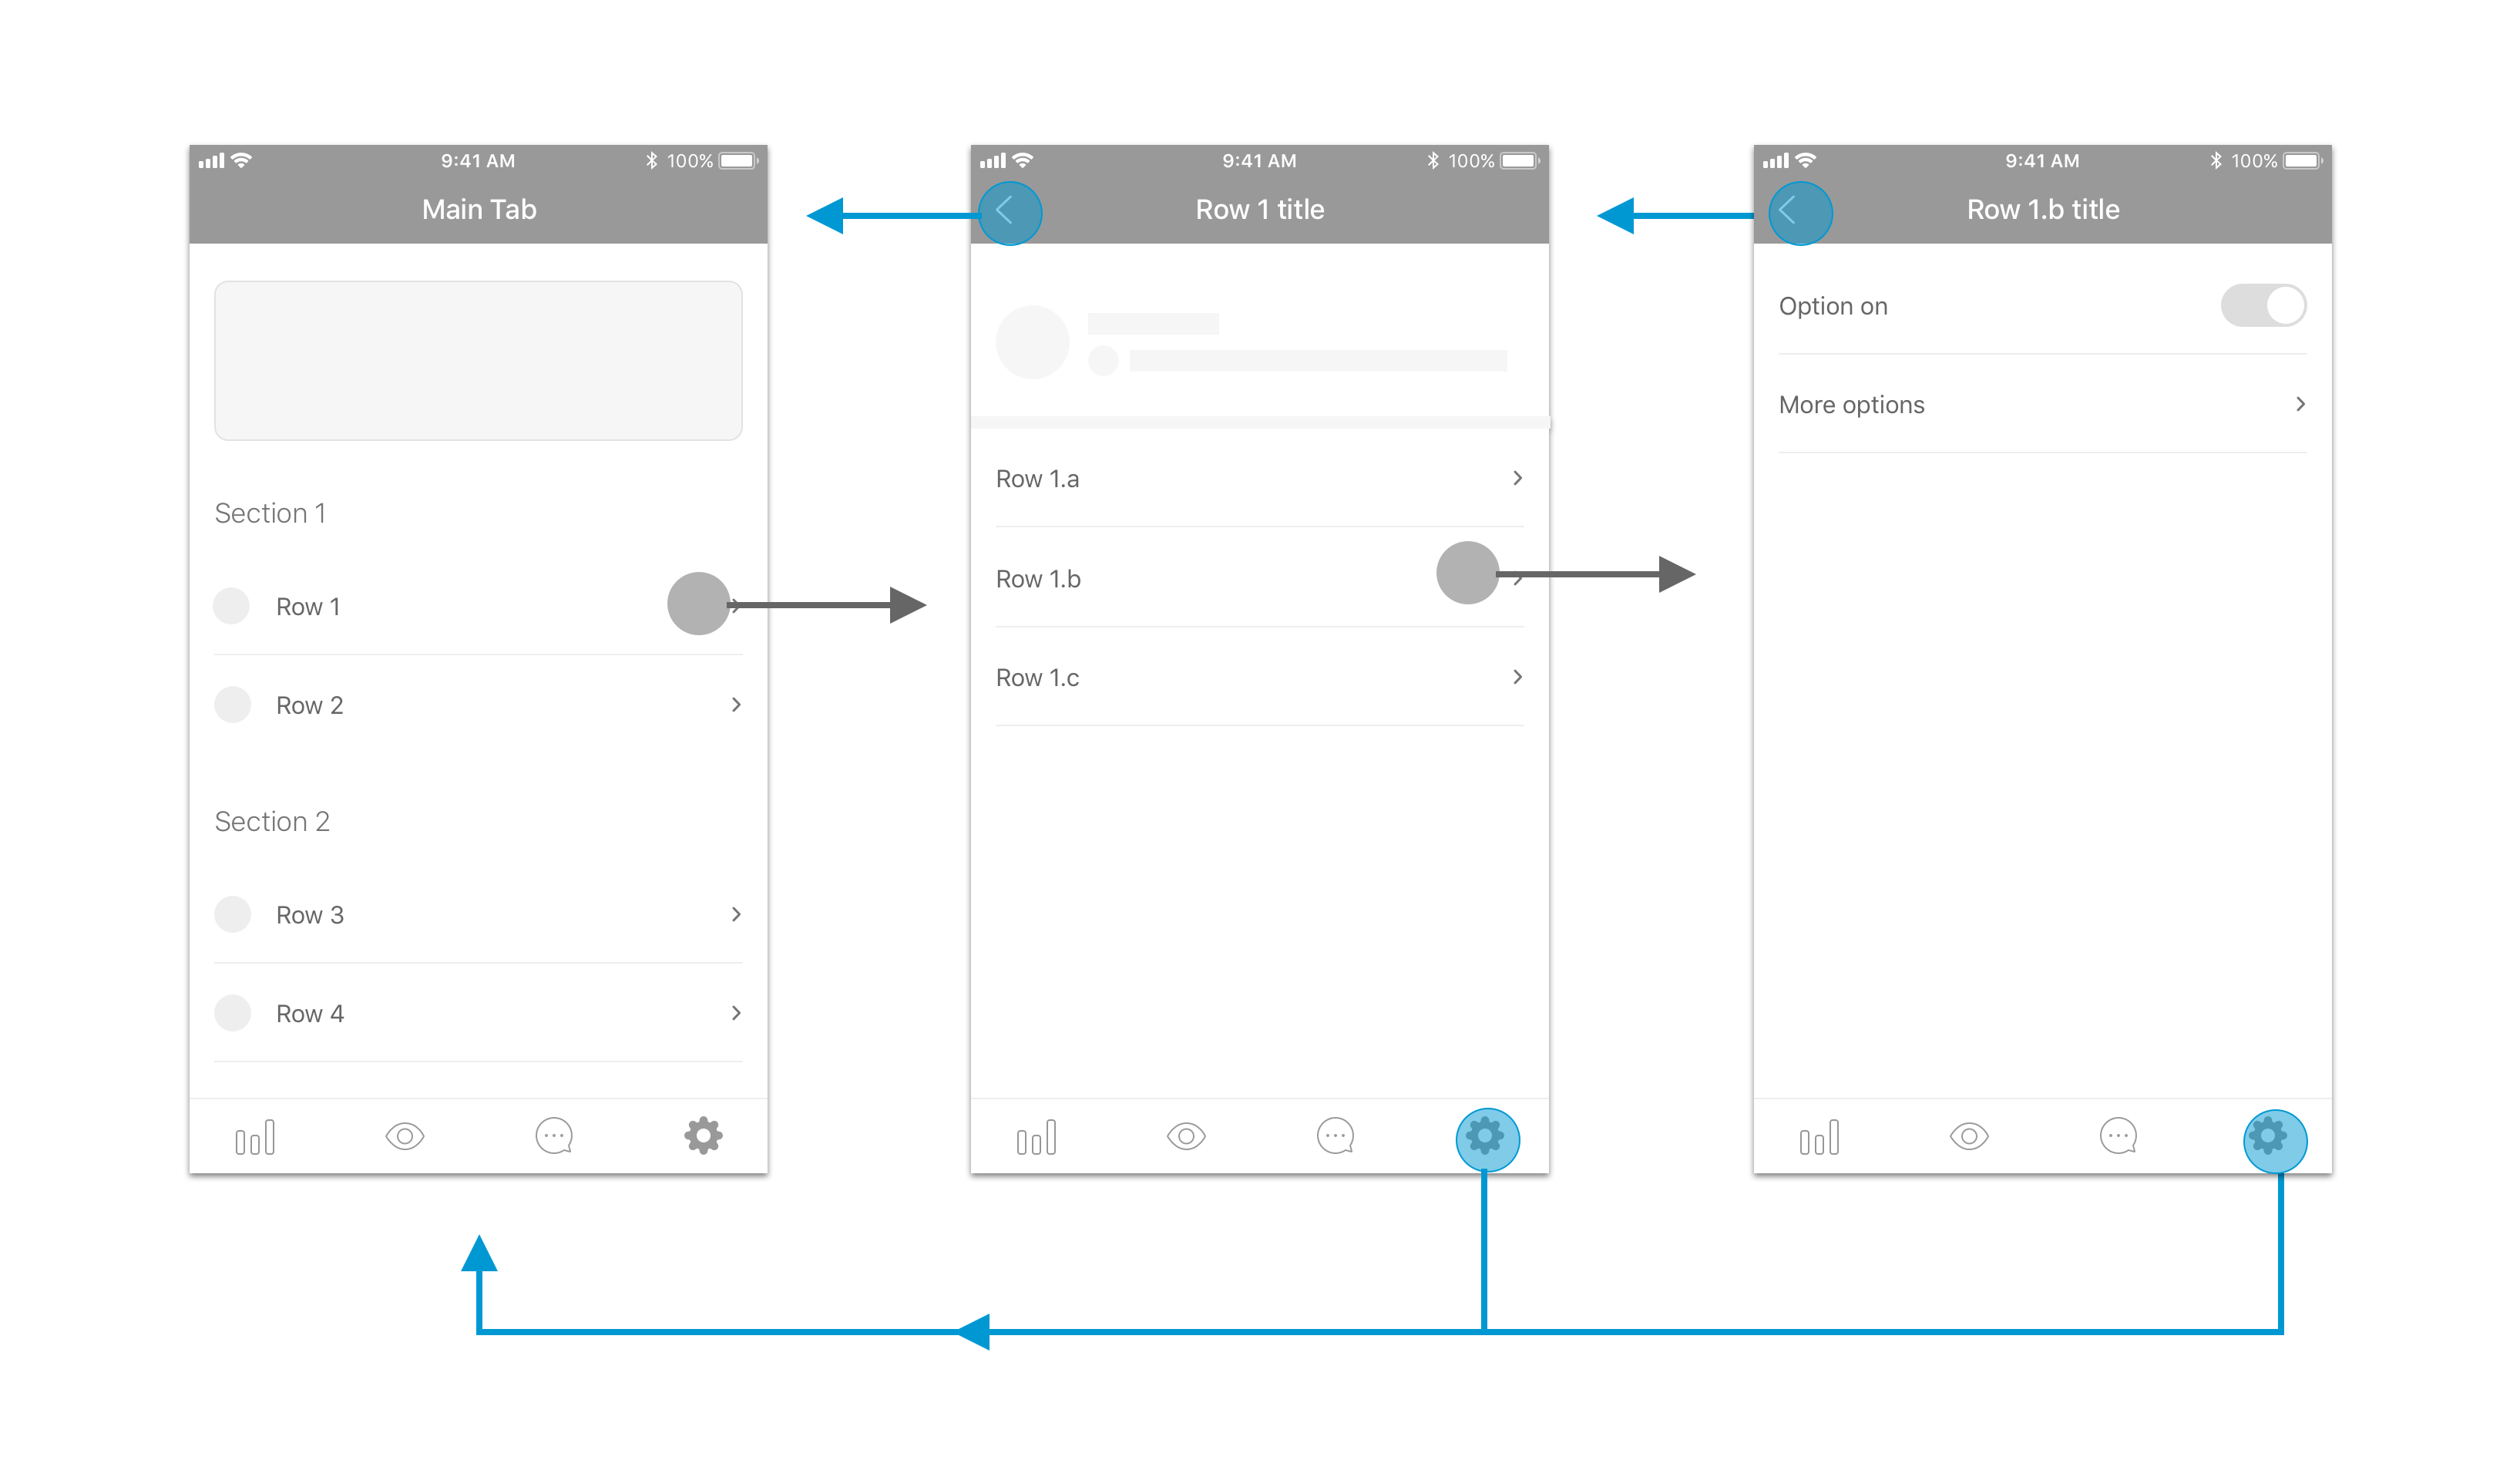 9:41 AM
100%
Main Tab
Section 1
Row 1
Row 2
Section 2
Row 3
Row 4
9:41 AM
100%
Row 1 title
Row 1.a
Row 1.b
Row 1.c
9:41 AM
100%
Row 1.b title
Option on
More options